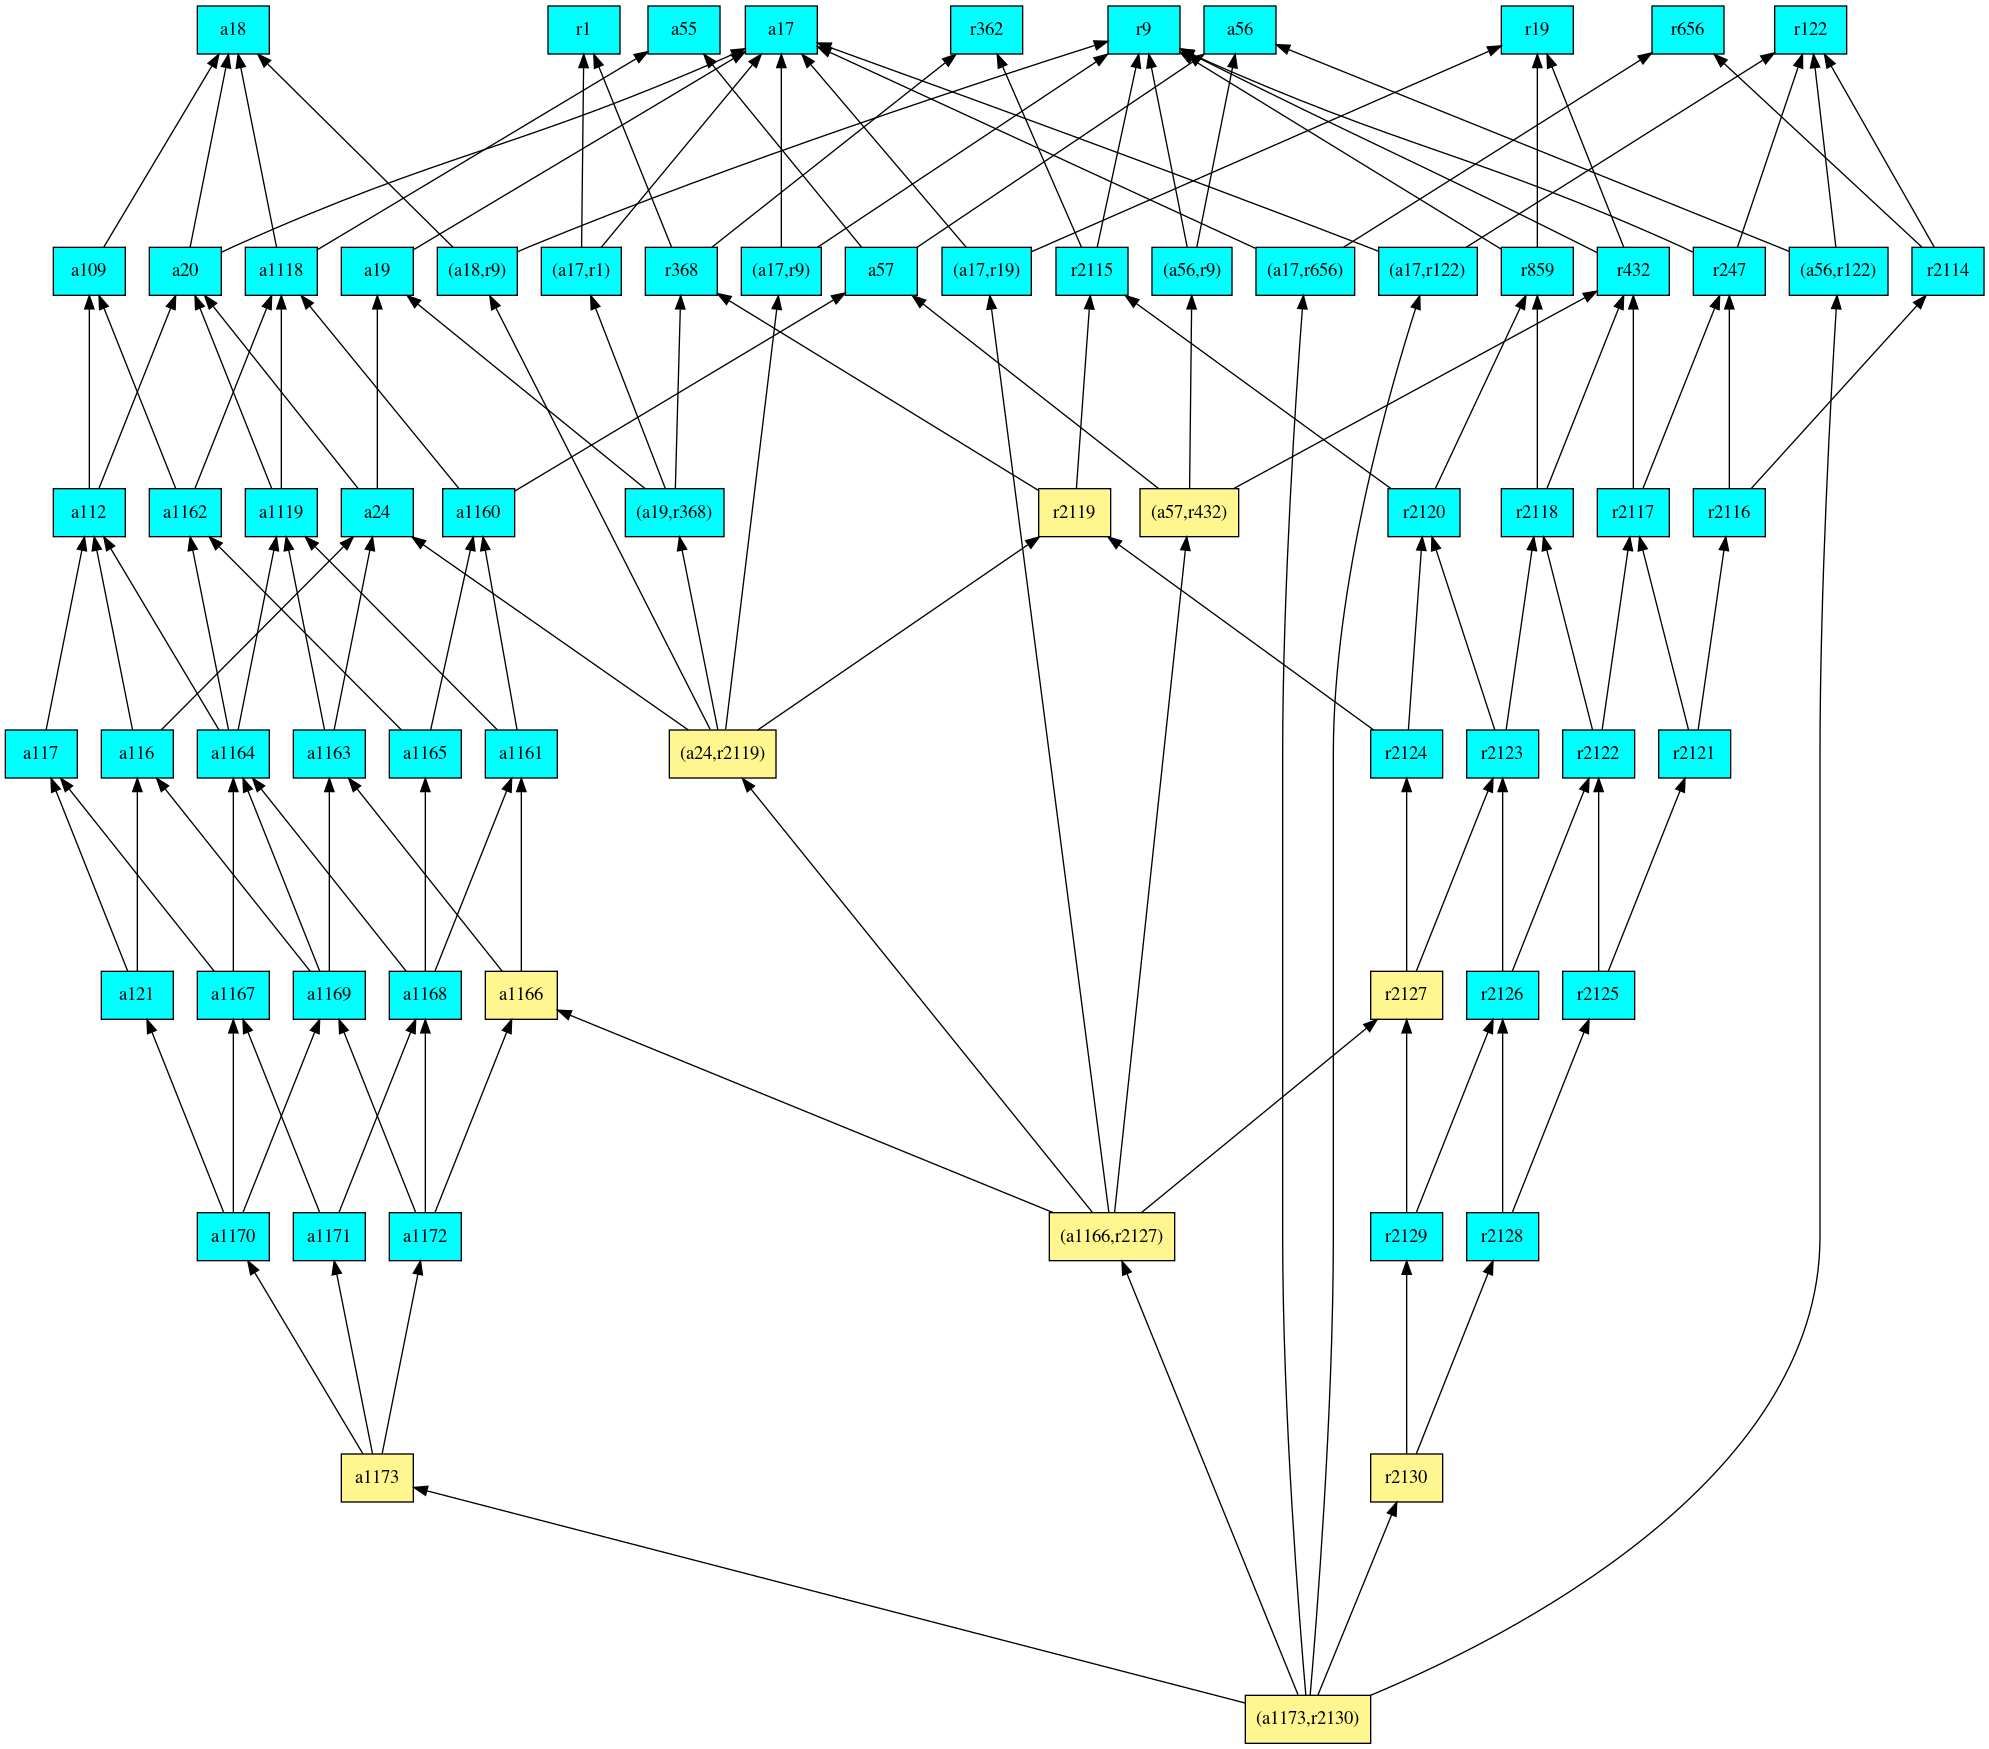 a18 r1 a55 a17 r362 r9 a56 r19 r656 r122
a109 a20 a1118 a19 (a18,r9) (a17,r1) r368 (a17,r9) a57 (a17,r19) r2115 (a56,r9) (a17,r656) (a17,r122) r859 r432 r247 (a56,r122) r2114
a112 a1162 a1119 a24 a1160 (a19,r368) r2119 (a57,r432) r2120 r2118 r2117 r2116
a117 a116 a1164 a1163 a1165 a1161 (a24,r2119) r2124 r2123 r2122 r2121
a121 a1167 a1169 a1168 a1166 r2127 r2126 r2125
a1170 a1171 a1172 (a1166,r2127) r2129 r2128
a1173 r2130
(a1173,r2130)